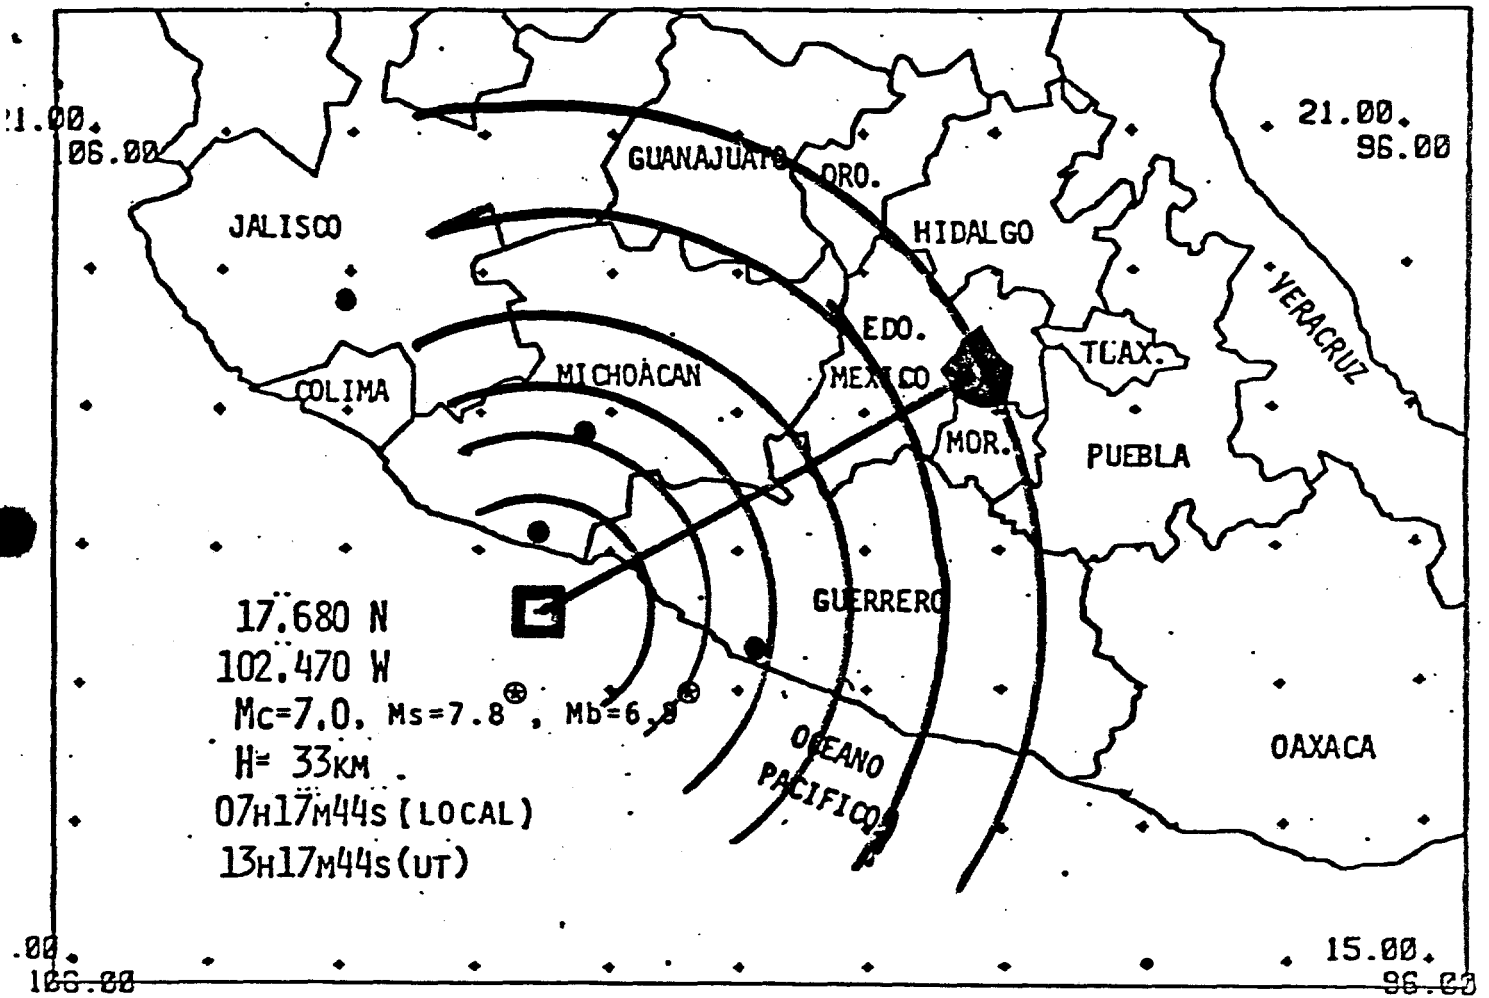 21.00
106.00
21.00
96.00
GUANAJUATO
QRO.
JALISCO
HIDALGO
VERACRUZ
EDO.
MEXICO
TLAX.
MICHOACAN
COLIMA
MOR.
PUEBLA
GUERRERO
17.680 N
102.470 W
Mc=7.0, Ms=7.8⊛, Mb=6.8⊛
H= 33KM.
07H17M44S [LOCAL)
13H17M44S(UT)
OCEANO
PACIFICO
OAXACA
.00
106.00
15.00
96.00